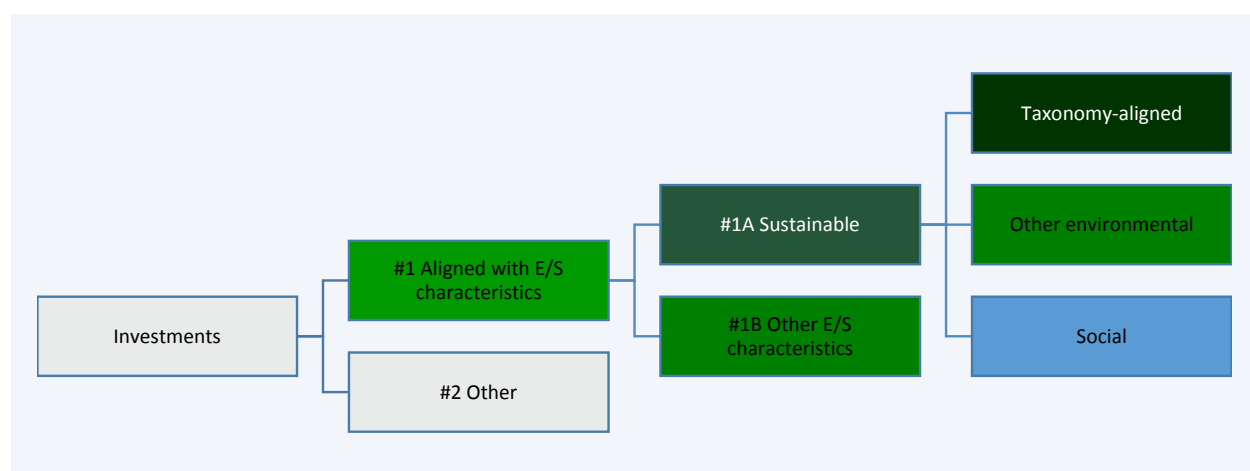 Investments
#1 Aligned with E/S
characteristics
#2 Other
#1A Sustainable
#1B Other E/S
characteristics
Taxonomy-aligned
Other environmental
Social